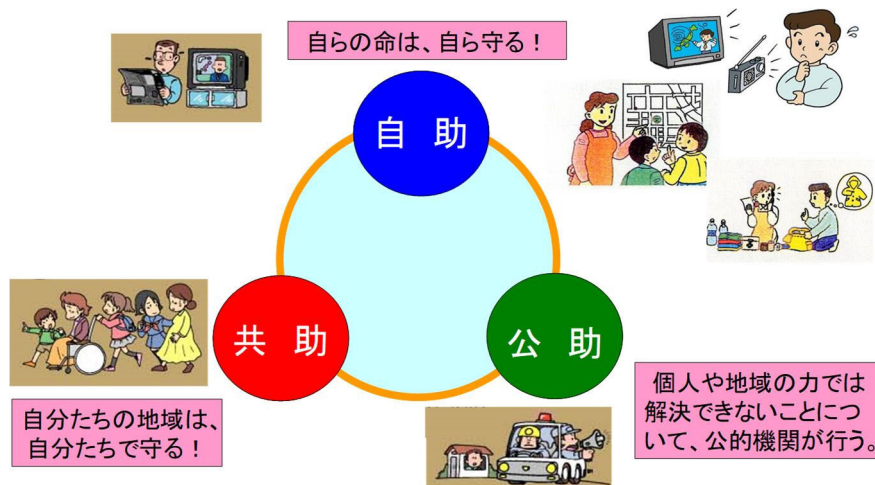 自らの命は、自ら守る！
自 助
共 助
公 助
自分たちの地域は、
自分たちで守る！
個人や地域の力では
解決できないことにつ
いて、公的機関が行う。